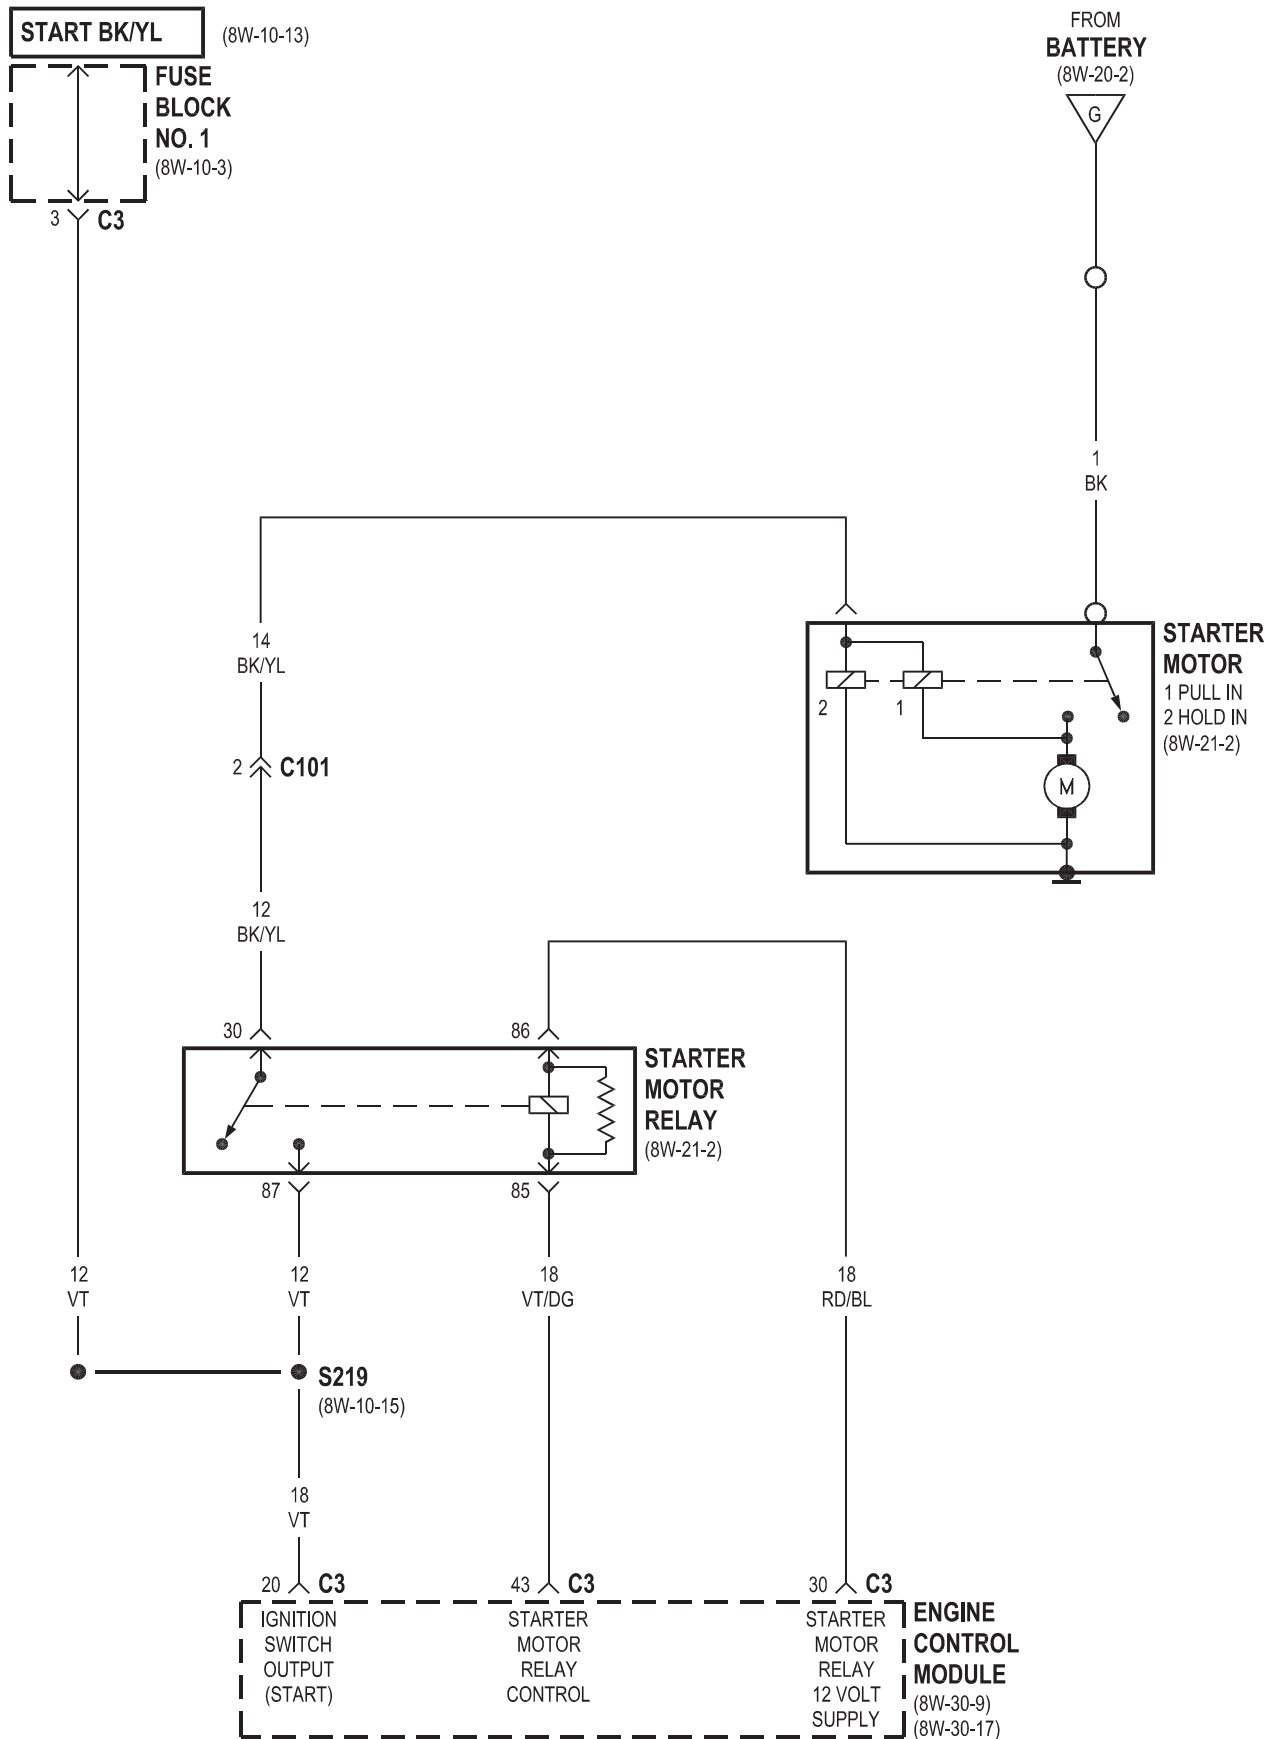 START BK/YL
(8W-10-13)
FUSE
BLOCK
NO. 1
(8W-10-3)
3
C3
FROM
BATTERY
(8W-20-2)
G
1
BK
STARTER
MOTOR
1 PULL IN
2 HOLD IN
(8W-21-2)
2
1
M
14
BK/YL
2
C101
12
BK/YL
30
86
STARTER
MOTOR
RELAY
(8W-21-2)
87
85
12
VT
12
VT
18
VT/DG
18
RD/BL
S219
(8W-10-15)
18
VT
20
C3
43
C3
30
C3
IGNITION
SWITCH
OUTPUT
(START)
STARTER
MOTOR
RELAY
CONTROL
STARTER
MOTOR
RELAY
12 VOLT
SUPPLY
ENGINE
CONTROL
MODULE
(8W-30-9)
(8W-30-17)